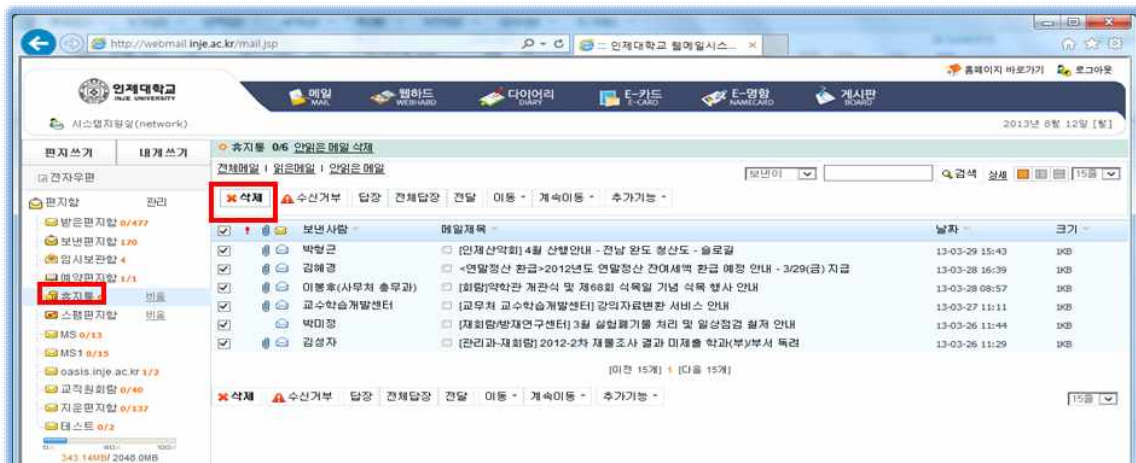 http://webmail.inje.ac.kr/mail.jsp
인제대학교 웹메일시스...
홈페이지 바로가기 로그아웃
인제대학교
INJE UNIVERSITY
메일 MAIL 웹하드 WEBHARD 다이어리 DIARY E-카드 E-CARD E-명함 NAMECARD 게시판 BOARD
시스템지원실(network)
2013년 8월 12일 [월]
편지쓰기 내게쓰기
휴지통 0/6 안읽은 메일 삭제
전자우편
전체메일 | 읽은메일 | 안읽은 메일
보낸이 검색 상세 15줄
편지함 관리
삭제 수신거부 답장 전체답장 전달 이동 계속이동 추가기능
받은편지함 0/477
보낸편지함 170
임시보관함 4
예약편지함 1/1
휴지통 비움
스팸편지함 비움
MS 0/13
MS1 0/15
oasis.inje.ac.kr 1/2
교직원회람 0/40
지운편지함 0/137
테스트 0/2
343.14MB/ 2048.0MB
보낸사람 메일제목 날짜 크기
박형근 [인제산악회] 4월 산행안내 - 전남 완도 청산도 - 슬로길 13-03-29 15:43 1KB
김혜경 <연말정산 환급>2012년도 연말정산 잔여세액 환급 예정 안내 - 3/29(금) 지급 13-03-28 16:39 1KB
이봉후(사무처 총무과) [회람]약학관 개관식 및 제68회 식목일 기념 식목 행사 안내 13-03-28 08:57 1KB
교수학습개발센터 [교무처 교수학습개발센터] 강의자료변환 서비스 안내 13-03-27 11:11 1KB
박미정 [재회람/방재연구센터] 3월 실험폐기물 처리 및 일상점검 철저 안내 13-03-26 11:44 1KB
김성자 [관리과-재회람] 2012-2차 재물조사 결과 미제출 학과(부)/부서 독려 13-03-26 11:29 1KB
[이전 15개] 1 [다음 15개]
삭제 수신거부 답장 전체답장 전달 이동 계속이동 추가기능
15줄